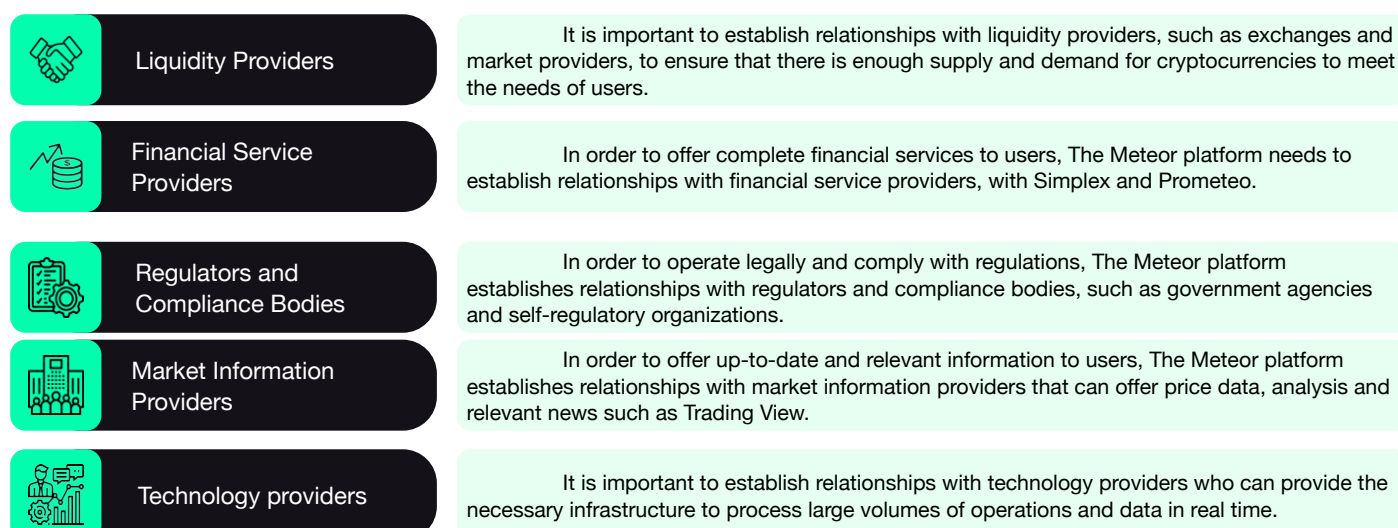 Liquidity Providers
It is important to establish relationships with liquidity providers, such as exchanges and
market providers, to ensure that there is enough supply and demand for cryptocurrencies to meet
the needs of users.
Financial Service
Providers
In order to offer complete financial services to users, The Meteor platform needs to
establish relationships with financial service providers, with Simplex and Prometeo.
Regulators and
Compliance Bodies
In order to operate legally and comply with regulations, The Meteor platform
establishes relationships with regulators and compliance bodies, such as government agencies
and self-regulatory organizations.
Market Information
Providers
In order to offer up-to-date and relevant information to users, The Meteor platform
establishes relationships with market information providers that can offer price data, analysis and
relevant news such as Trading View.
Technology providers
It is important to establish relationships with technology providers who can provide the
necessary infrastructure to process large volumes of operations and data in real time.